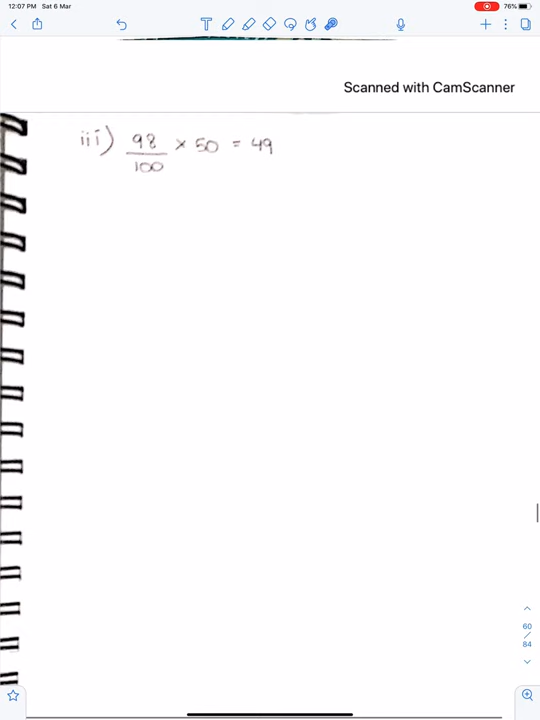 12:07 PM Sat 6 Mar
76%
Scanned with CamScanner
iii) 98/100 × 50 = 49
60
/
84